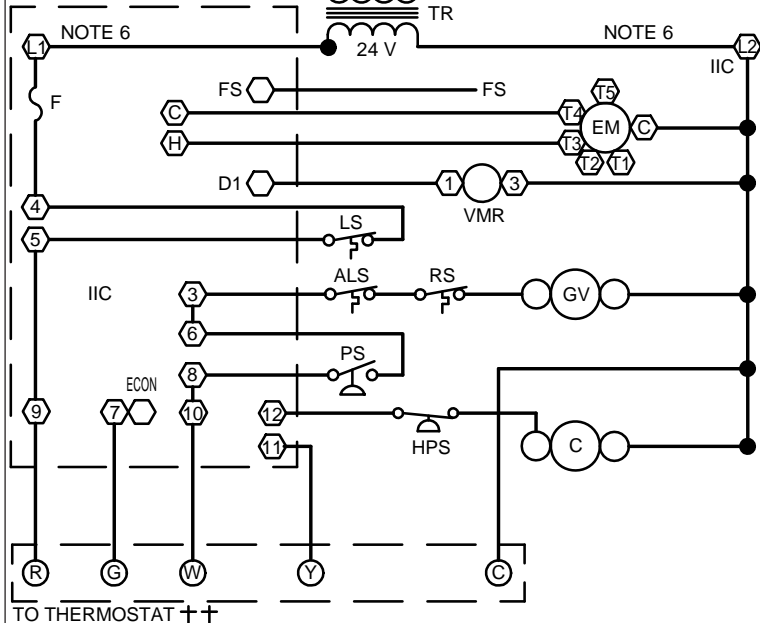 TR
L1 NOTE 6 24 V NOTE 6 L2
IIC
FS FS T5
F C T4 EM C
H T3
T2 T1
D1 1 3
VMR
4
5 LS
IIC 3 ALS RS GV
6
8 PS
ECON
9 7 10 12
HPS C
11
R G W Y C
TO THERMOSTAT ††